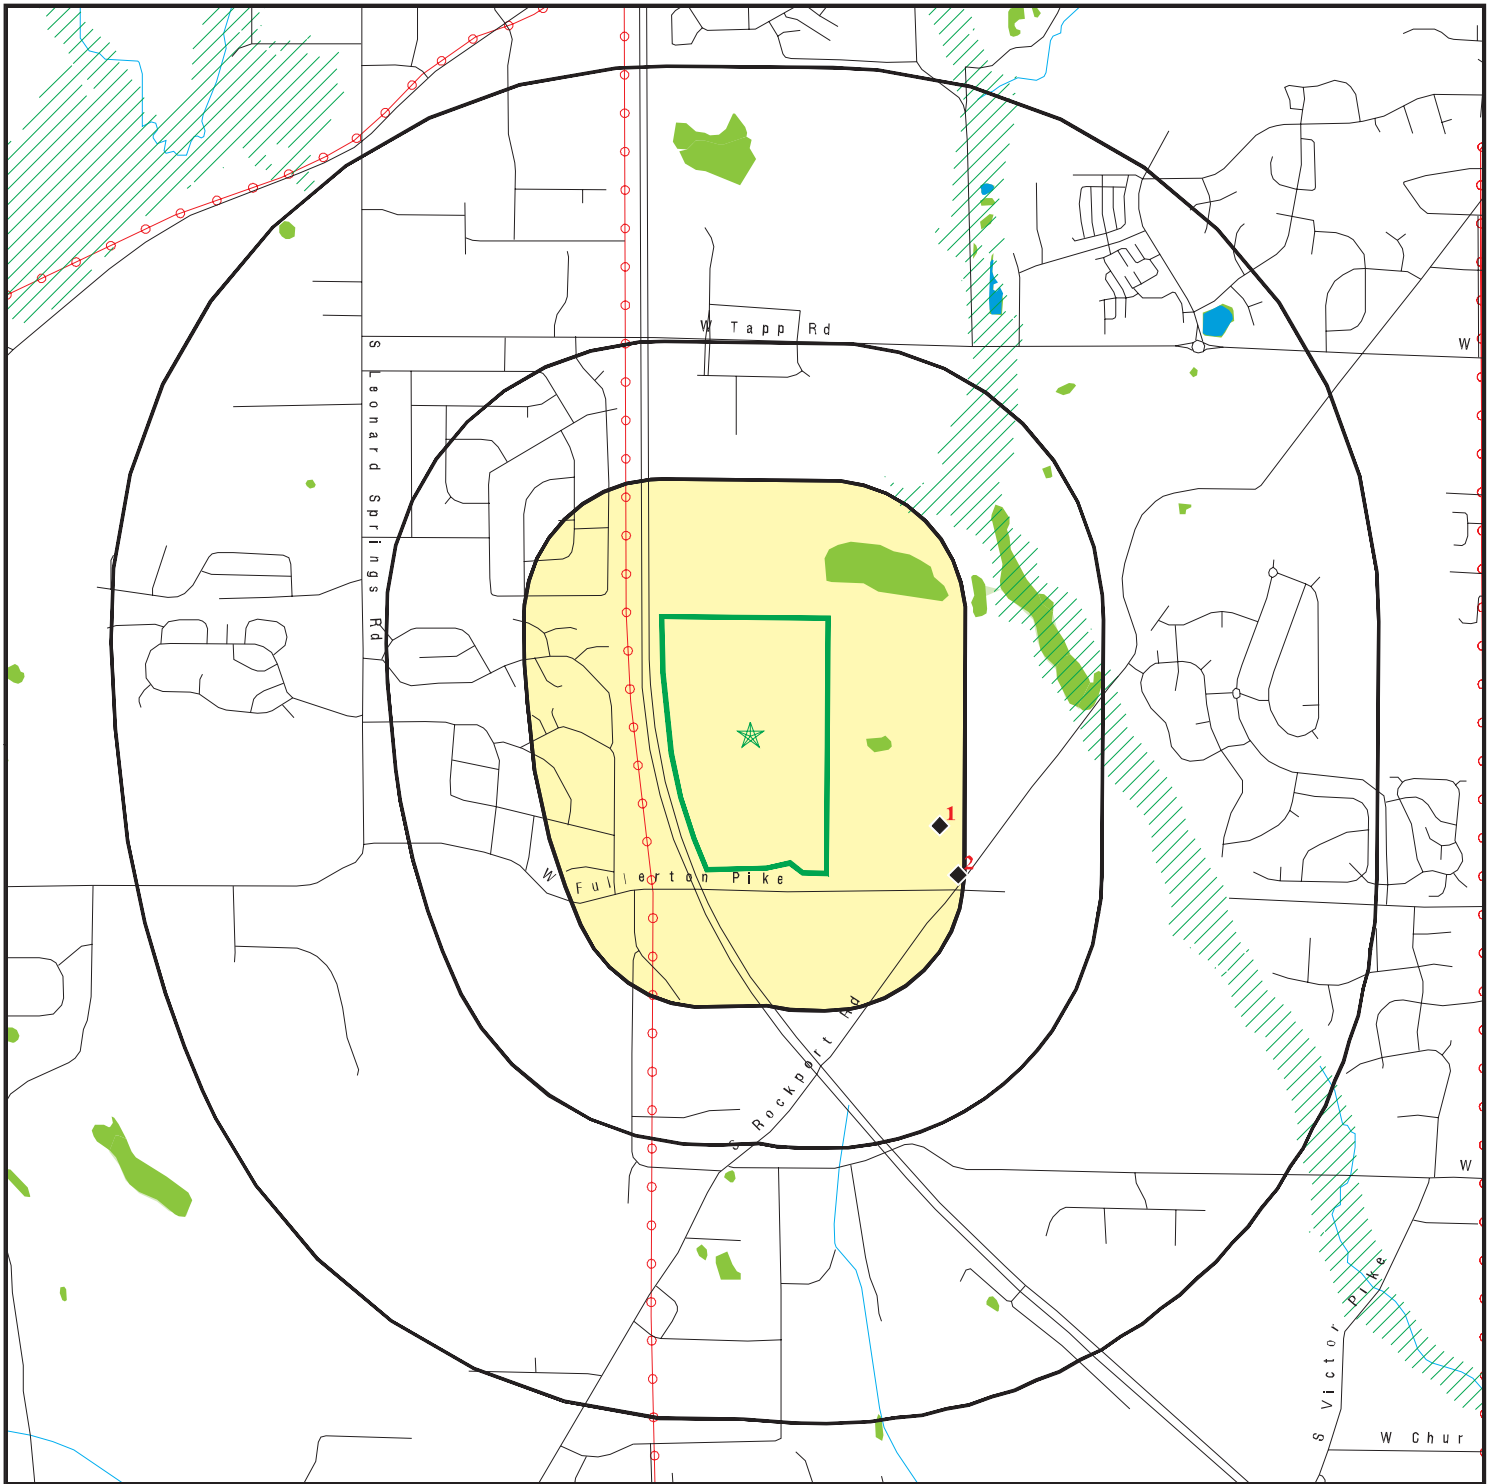 W Tapp Rd
W
S Leonard Springs Rd
1
2
W Fullerton Pike
S Rockport Rd
W
S Victor Pike
W Chur